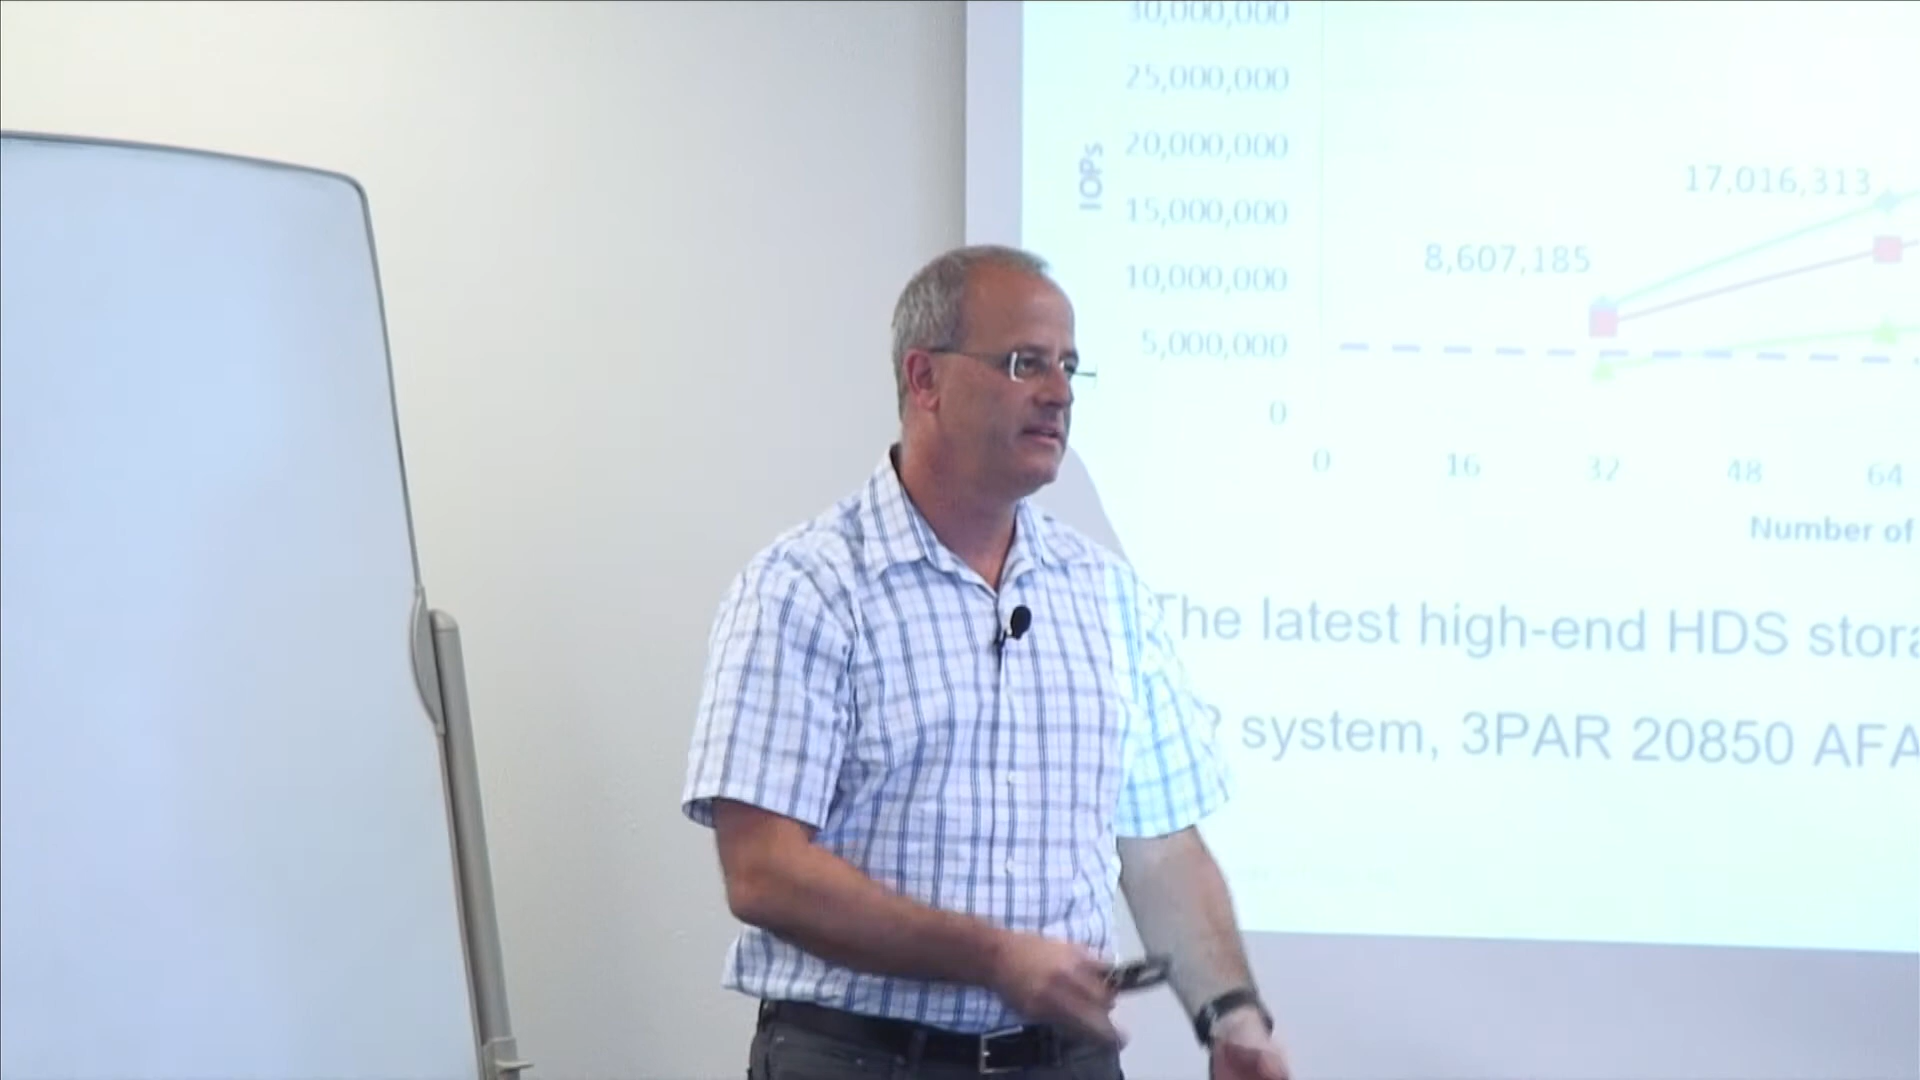 30,000,000
25,000,000
20,000,000
15,000,000
10,000,000
5,000,000
0
IOPs
17,016,313
8,607,185
0 16 32 48 64
Number of
The latest high-end HDS
system, 3PAR 20850 AFA